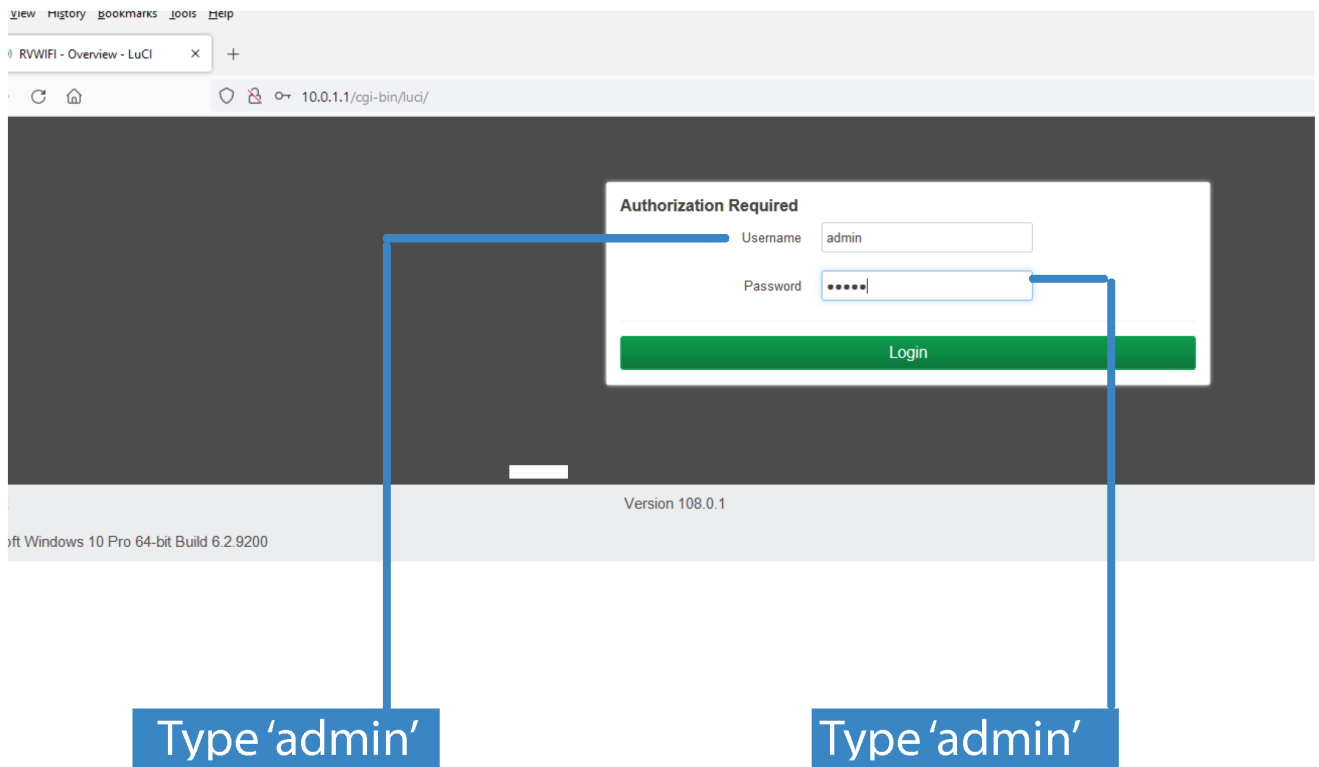 View History Bookmarks Tools Help
RVWIFI - Overview - LuCI × +
10.0.1.1/cgi-bin/luci/
Authorization Required
Username admin
Password •••••
Login
Version 108.0.1
Windows 10 Pro 64-bit Build 6.2.9200
Type ‘admin’ Type ‘admin’